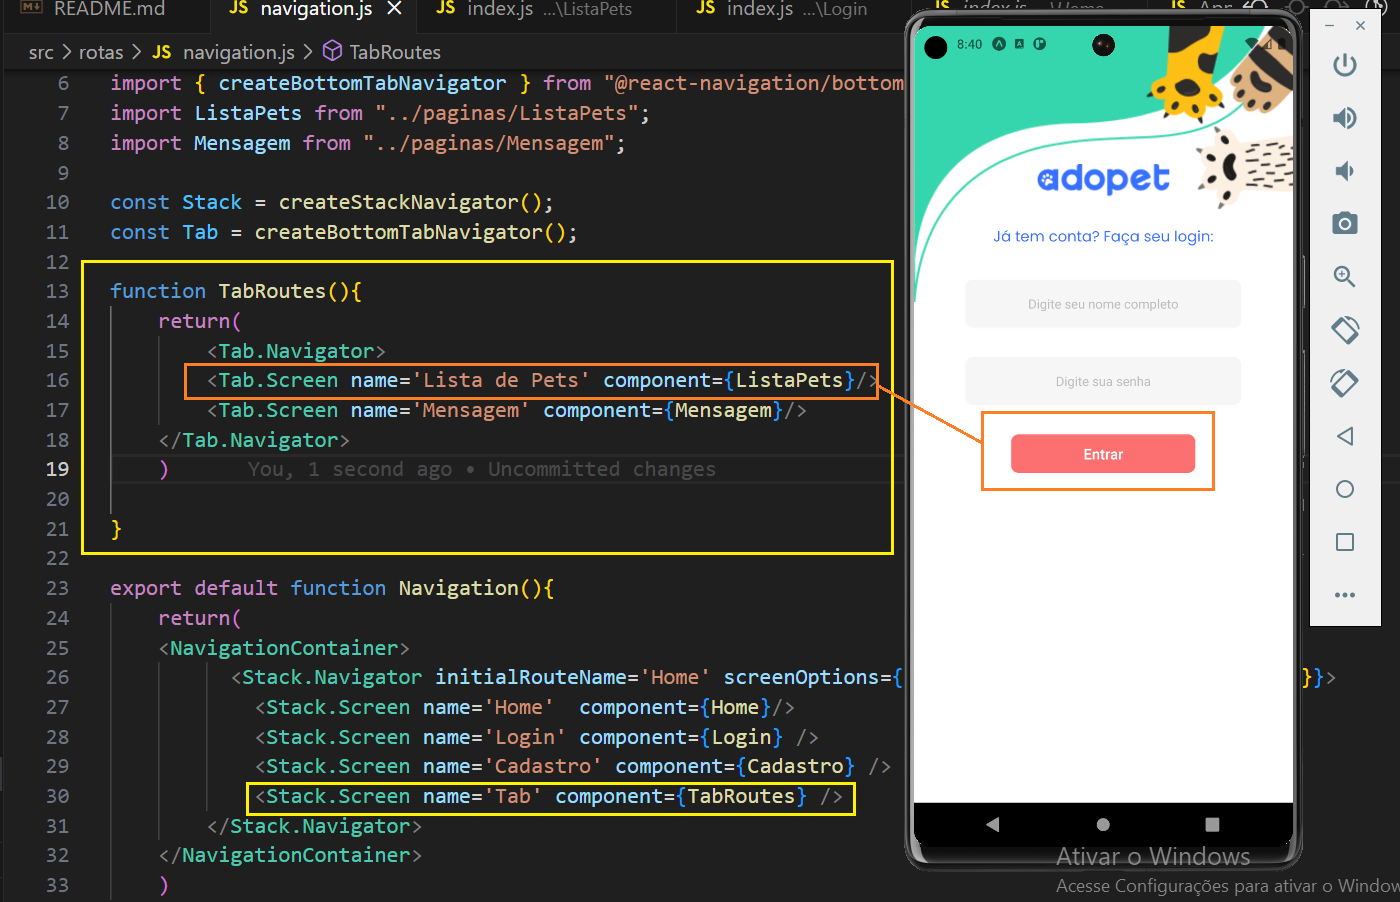 README.md
JS navigation.js ×
JS index.js ...\ListaPets
JS index.js ...\Login
JS index.js ...\Home
JS
src > rotas > JS navigation.js > TabRoutes
6 import { createBottomTabNavigator } from "@react-navigation/bottom
7 import ListaPets from "../paginas/ListaPets";
8 import Mensagem from "../paginas/Mensagem";
9
10 const Stack = createStackNavigator();
11 const Tab = createBottomTabNavigator();
12
13 function TabRoutes(){
14 return(
15 <Tab.Navigator>
16 <Tab.Screen name='Lista de Pets' component={ListaPets}/>
17 <Tab.Screen name='Mensagem' component={Mensagem}/>
18 </Tab.Navigator>
19 ) You, 1 second ago • Uncommitted changes
20
21 }
22
23 export default function Navigation(){
24 return(
25 <NavigationContainer>
26 <Stack.Navigator initialRouteName='Home' screenOptions={ }}>
27 <Stack.Screen name='Home' component={Home}/>
28 <Stack.Screen name='Login' component={Login} />
29 <Stack.Screen name='Cadastro' component={Cadastro} />
30 <Stack.Screen name='Tab' component={TabRoutes} />
31 </Stack.Navigator>
32 </NavigationContainer>
33 )
8:40
adopet
Já tem conta? Faça seu login:
Digite seu nome completo
Digite sua senha
Entrar
Ativar o Windows
Acesse Configurações para ativar o Window